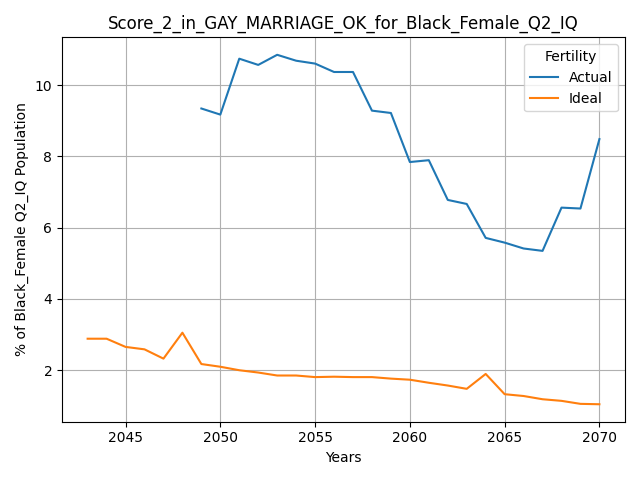 Score_2_in_GAY_MARRIAGE_OK_for_Black_Female_Q2_IQ
Fertility
Actual
Ideal
% of Black_Female Q2_IQ Population
10
8
6
4
2
2045 2050 2055 2060 2065 2070
Years